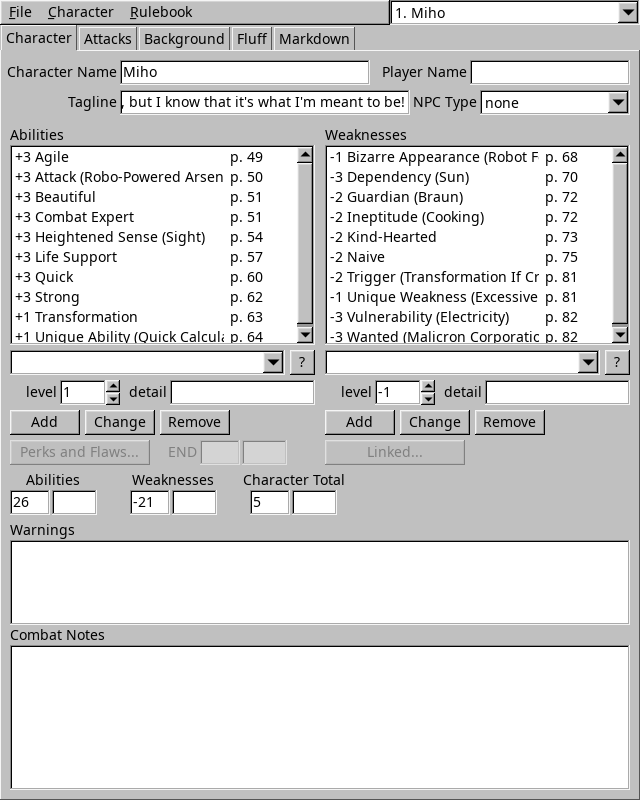 File Character Rulebook 1. Miho
Character Attacks Background Fluff Markdown
Character Name Miho Player Name
Tagline , but I know that it's what I'm meant to be! NPC Type none
Abilities Weaknesses
+3 Agile p. 49 -1 Bizarre Appearance (Robot F p. 68
+3 Attack (Robo-Powered Arsen p. 50 -3 Dependency (Sun) p. 70
+3 Beautiful p. 51 -2 Guardian (Braun) p. 72
+3 Combat Expert p. 51 -2 Ineptitude (Cooking) p. 72
+3 Heightened Sense (Sight) p. 54 -2 Kind-Hearted p. 73
+3 Life Support p. 57 -2 Naive p. 75
+3 Quick p. 60 -2 Trigger (Transformation If Cr p. 81
+3 Strong p. 62 -1 Unique Weakness (Excessive p. 81
+1 Transformation p. 63 -3 Vulnerability (Electricity) p. 82
+1 Unique Ability (Quick Calcula p. 64 -3 Wanted (Malicron Corporatic p. 82
? ?
level 1 detail level -1 detail
Add Change Remove Add Change Remove
Perks and Flaws... END Linked...
Abilities Weaknesses Character Total
26 -21 5
Warnings
Combat Notes